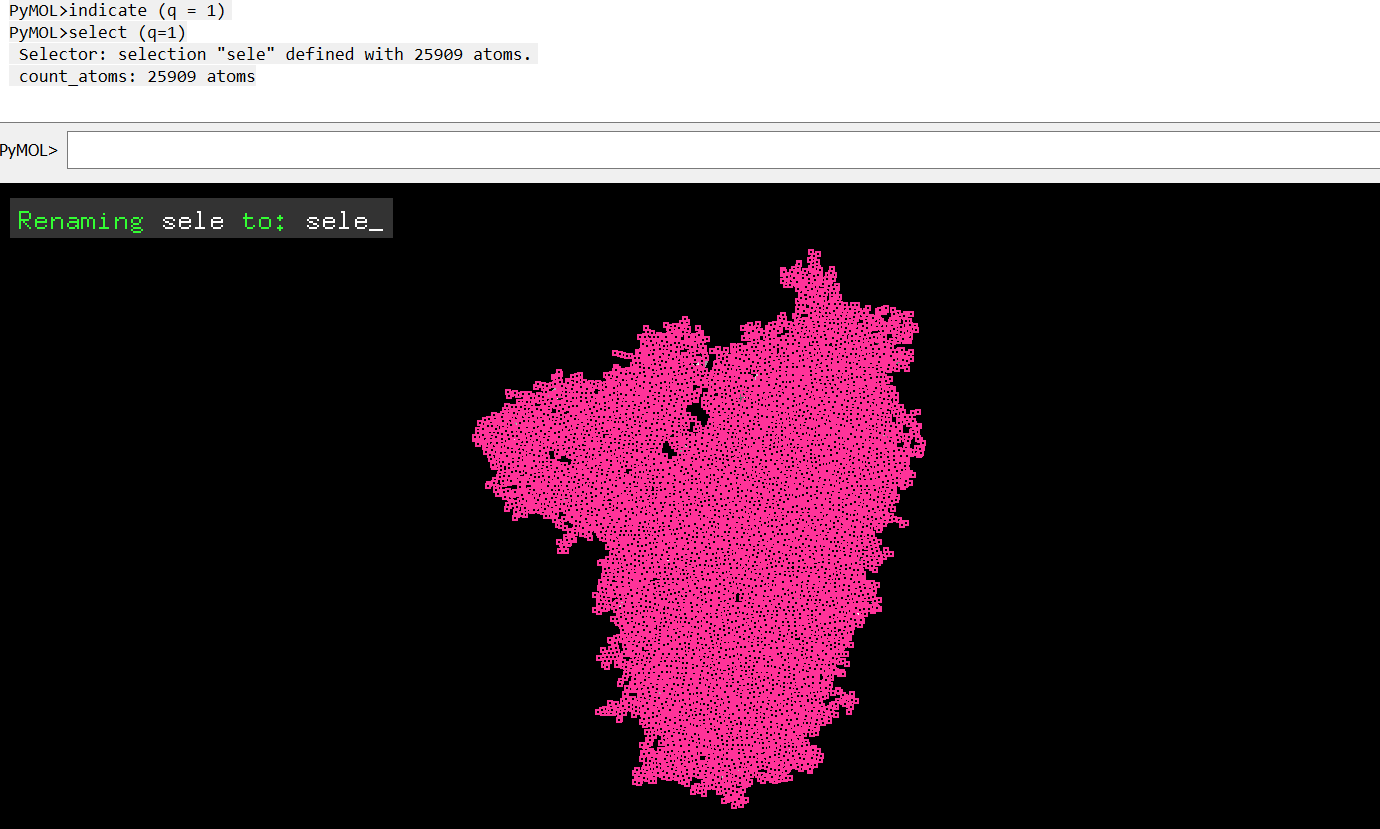 PyMOL>indicate (q = 1)
PyMOL>select (q=1)
Selector: selection "sele" defined with 25909 atoms.
count_atoms: 25909 atoms
PyMOL>
Renaming sele to: sele_